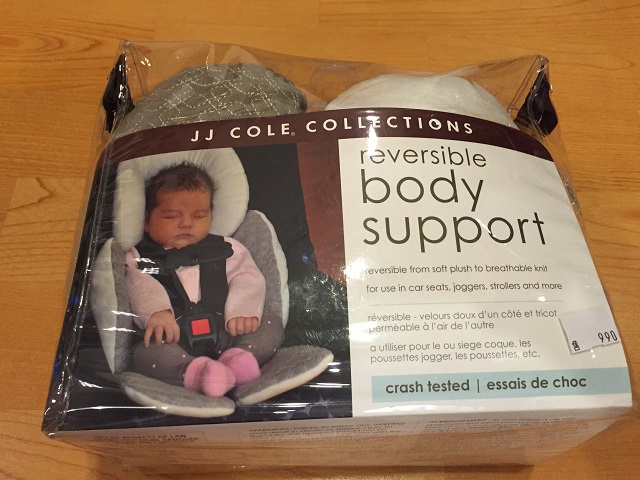 JJ COLE® COLLECTIONS
reversible
body
support
reversible from soft plush to breathable knit
for use in car seats, joggers, strollers and more
réversible - velours doux d'un côté et tricot
perméable à l'air de l'autre
a utiliser pour le ou siege coque, les
poussettes jogger, les poussettes, etc.
990
crash tested | essais de choc